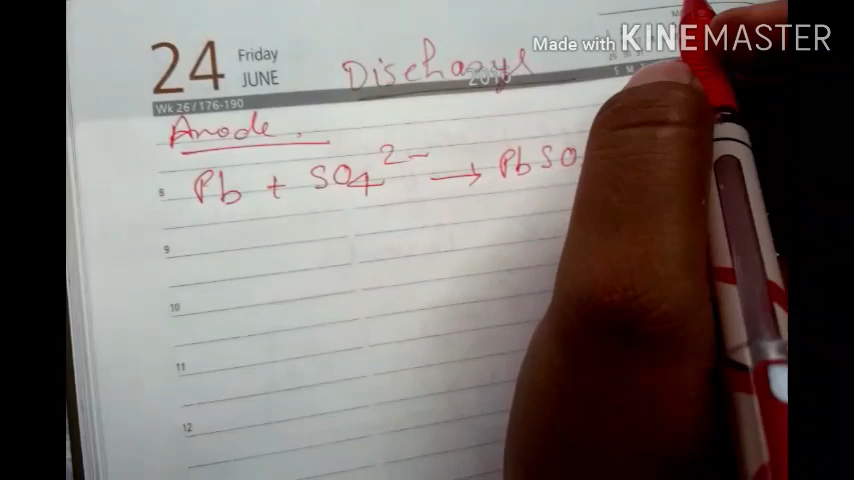 Made with KINEMASTER
24 Friday
JUNE
Wk 26 / 176-190
Discharge
Anode.
8 Pb + SO4 2- → PbSO
9
10
11
12